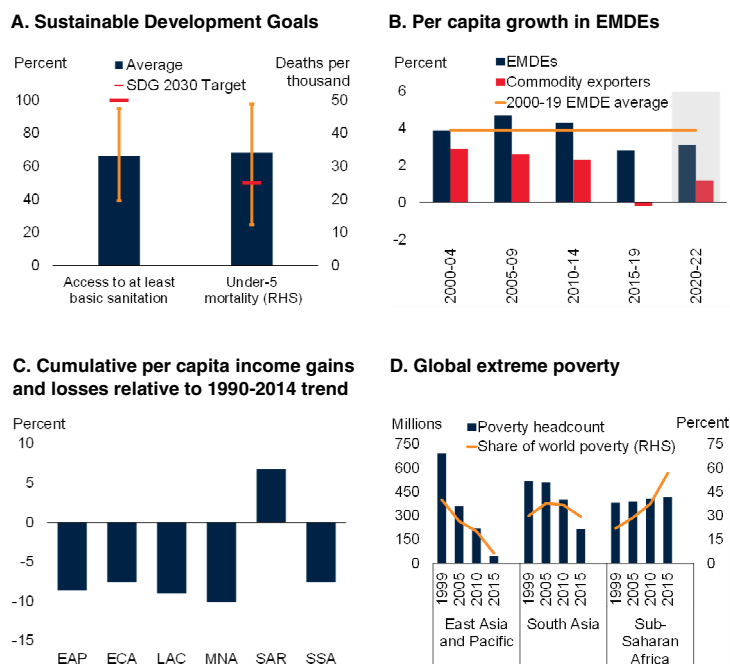 A. Sustainable Development Goals
Percent
Average
SDG 2030 Target
Deaths per
thousand
100
80
60
40
20
0
50
40
30
20
10
0
Access to at least
basic sanitation
Under-5
mortality (RHS)
B. Per capita growth in EMDEs
Percent
EMDEs
Commodity exporters
2000-19 EMDE average
6
4
2
0
-2
2000-04
2005-09
2010-14
2015-19
2020-22
C. Cumulative per capita income gains
and losses relative to 1990-2014 trend
Percent
10
5
0
-5
-10
-15
EAP
ECA
LAC
MNA
SAR
SSA
D. Global extreme poverty
Millions
Poverty headcount
Share of world poverty (RHS)
Percent
750
600
450
300
150
0
75
60
45
30
15
0
1999
2005
2010
2015
1999
2005
2010
2015
1999
2005
2010
2015
East Asia
and Pacific
South Asia
Sub-
Saharan
Africa